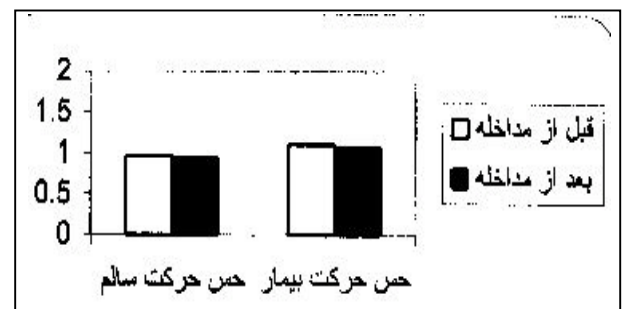 2
1.5
1
0.5
0
حس حرکت سالم
حس حرکت بیمار
قبل از مداخله
بعد از مداخله